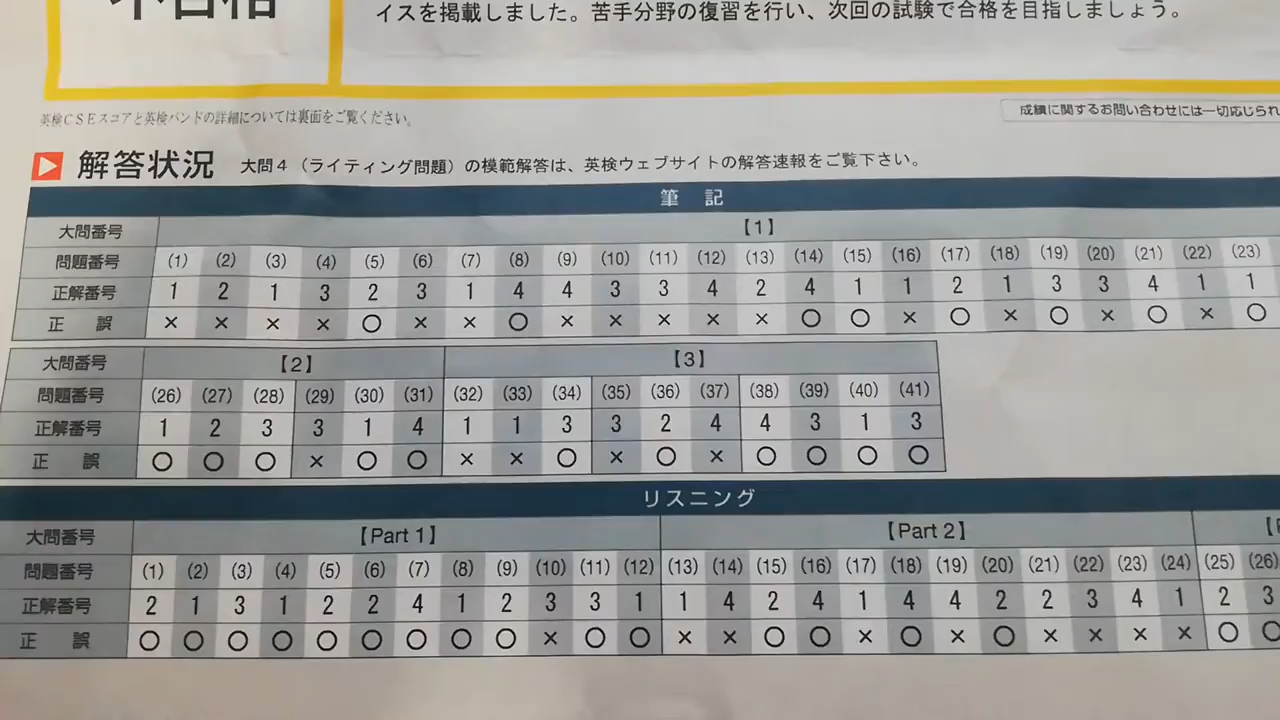 不合格
イスを掲載しました。苦手分野の復習を行い、次回の試験で合格を目指しましょう。
英検CSEスコアと英検バンドの詳細については裏面をご覧ください。
成績に関するお問い合わせには一切応じられ
解答状況 大問4（ライティング問題）の模範解答は、英検ウェブサイトの解答速報をご覧下さい。
筆 記
大問番号 【1】
問題番号 (1) (2) (3) (4) (5) (6) (7) (8) (9) (10) (11) (12) (13) (14) (15) (16) (17) (18) (19) (20) (21) (22) (23)
正解番号 1 2 1 3 2 3 1 4 4 3 3 4 2 4 1 1 2 1 3 3 4 1 1
正 誤 × × × × ○ × × ○ × × × × × ○ ○ × ○ × ○ × ○ × ○
大問番号 【2】 【3】
問題番号 (26) (27) (28) (29) (30) (31) (32) (33) (34) (35) (36) (37) (38) (39) (40) (41)
正解番号 1 2 3 3 1 4 1 1 3 3 2 4 4 3 1 3
正 誤 ○ ○ ○ × ○ ○ × × ○ × ○ × ○ ○ ○ ○
リスニング
大問番号 【Part 1】 【Part 2】
問題番号 (1) (2) (3) (4) (5) (6) (7) (8) (9) (10) (11) (12) (13) (14) (15) (16) (17) (18) (19) (20) (21) (22) (23) (24) (25) (26)
正解番号 2 1 3 1 2 2 4 1 2 3 3 1 1 4 2 4 1 4 4 2 2 3 4 1 2 3
正 誤 ○ ○ ○ ○ ○ ○ ○ ○ ○ × ○ ○ × × ○ ○ × ○ × ○ × × × × ○ ○